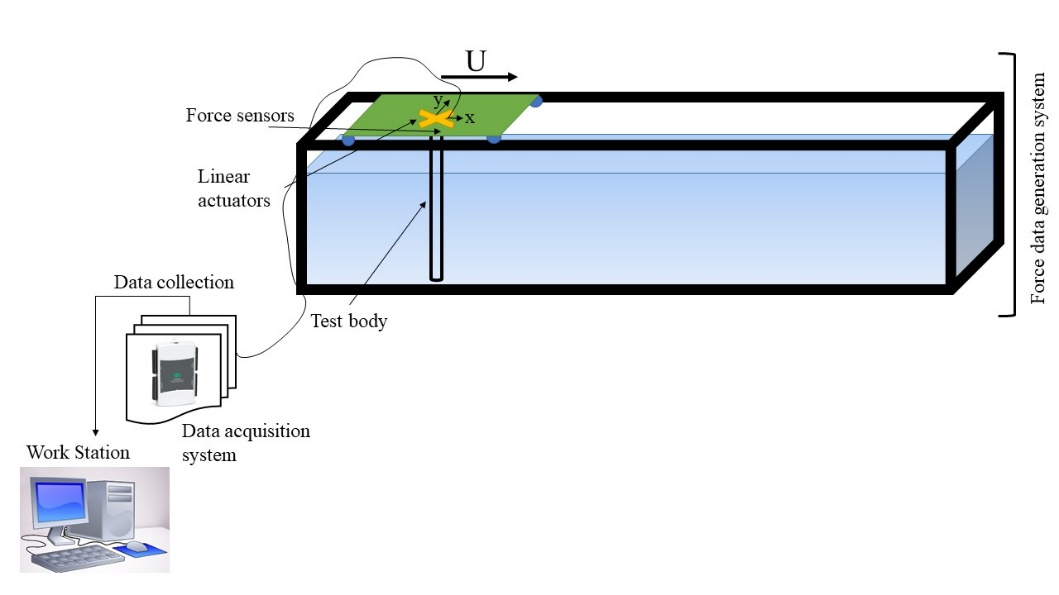 U
y
x
Force sensors
Linear
actuators
Force data generation system
Data collection
Test body
Data acquisition
system
Work Station